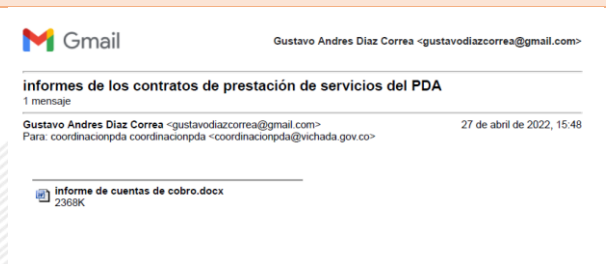 Gmail
Gustavo Andres Diaz Correa <gustavodiazcorrea@gmail.com>
informes de los contratos de prestación de servicios del PDA
1 mensaje
Gustavo Andres Diaz Correa <gustavodiazcorrea@gmail.com> 27 de abril de 2022, 15:48
Para: coordinacionpda coordinacionpda <coordinacionpda@vichada.gov.co>
informe de cuentas de cobro.docx
2368K